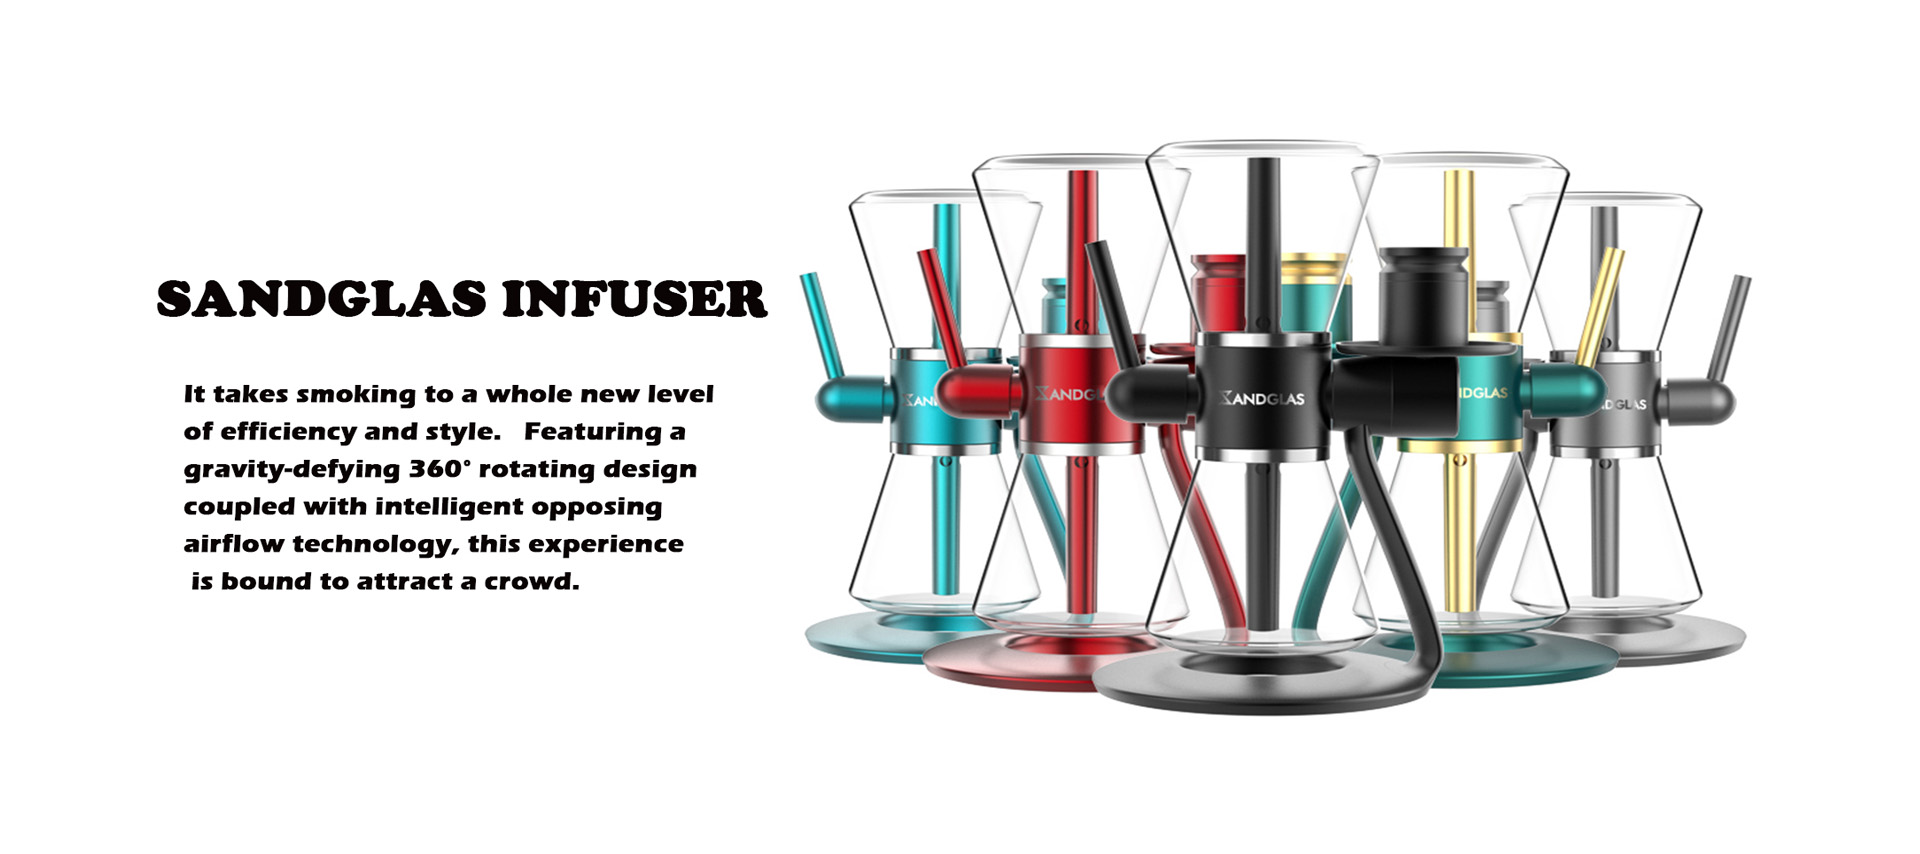 SANDGLAS INFUSER
It takes smoking to a whole new level
of efficiency and style. Featuring a
gravity-defying 360° rotating design
coupled with intelligent opposing
airflow technology, this experience
is bound to attract a crowd.
SANDGLAS